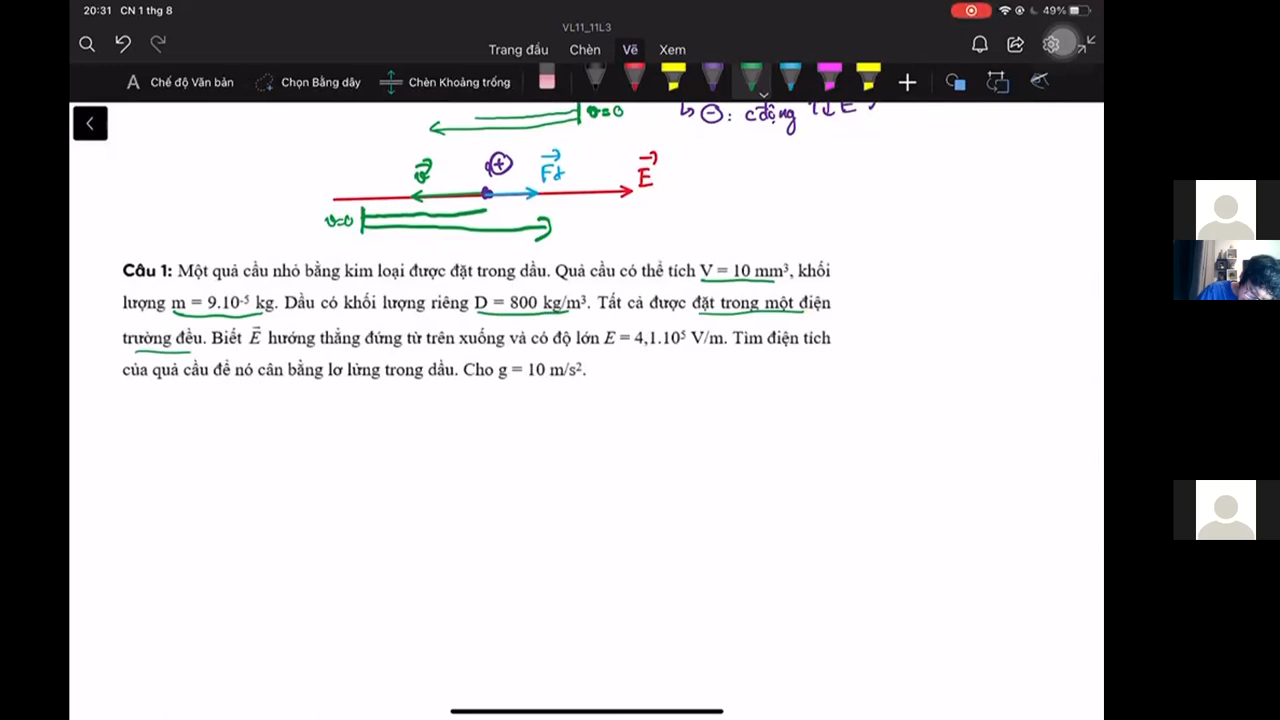 20:31 CN 1 thg 8
49%
VL11_11L3
Trang đầu Chèn Vẽ Xem
Chế độ Văn bản Chọn Bằng dây Chèn Khoảng trống
v=0
⊖: cđộng
v ⊕ Fđ E
v=0
Câu 1: Một quả cầu nhỏ bằng kim loại được đặt trong dầu. Quả cầu có thể tích V = 10 mm³, khối
lượng m = 9.10⁻⁵ kg. Dầu có khối lượng riêng D = 800 kg/m³. Tất cả được đặt trong một điện
trường đều. Biết E⃗ hướng thẳng đứng từ trên xuống và có độ lớn E = 4,1.10⁵ V/m. Tìm điện tích
của quả cầu để nó cân bằng lơ lửng trong dầu. Cho g = 10 m/s².